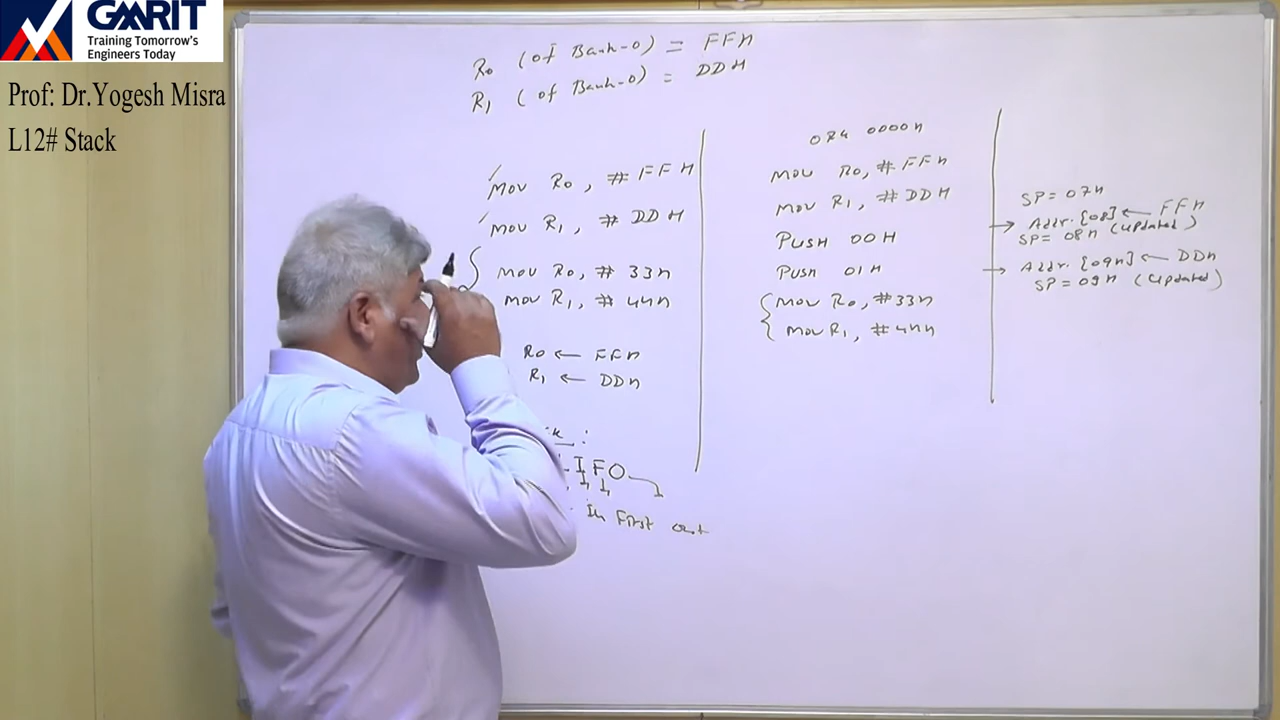 GMRIT
Training Tomorrow's
Engineers Today
Prof: Dr.Yogesh Misra
L12# Stack
R0 (of Bank-0) = FFH
R1 (of Bank-0) = DDH
MOV R0, # FFH
MOV R1, # DDH
MOV R0, # 33H
MOV R1, # 44H
R0 ← FFH
R1 ← DDH
IFO
In First out
ORG 0000H
MOV R0, # FFH
MOV R1, # DDH
PUSH 00H
PUSH 01H
MOV R0, #33H
MOV R1, # 44H
SP = 07H
→ Addr. [08] ← FFH
SP = 08H (updated)
→ Addr. [09H] ← DDH
SP = 09H (updated)